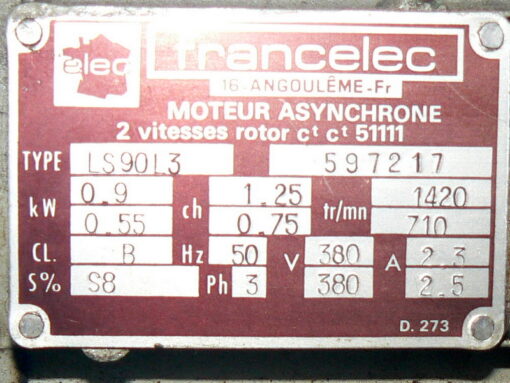 elec francelec
16-ANGOULÊME-Fr
MOTEUR ASYNCHRONE
2 vitesses rotor cᵗ cᵗ 51111
TYPE LS90L3 597217
kW 0.9 ch 1.25 tr/mn 1420
0.55 0.75 710
CL. B Hz 50 V 380 A 2.3
S% S8 Ph 3 380 2.5
D. 273